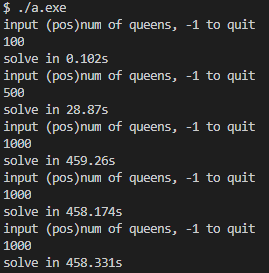 $ ./a.exe
input (pos)num of queens, -1 to quit
100
solve in 0.102s
input (pos)num of queens, -1 to quit
500
solve in 28.87s
input (pos)num of queens, -1 to quit
1000
solve in 459.26s
input (pos)num of queens, -1 to quit
1000
solve in 458.174s
input (pos)num of queens, -1 to quit
1000
solve in 458.331s